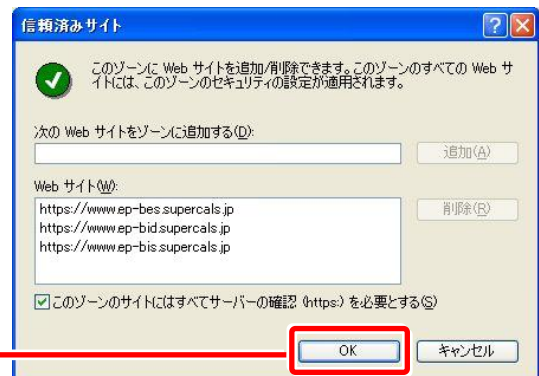 信頼済みサイト
このゾーンに Web サイトを追加/削除できます。このゾーンのすべての Web サ
イトには、このゾーンのセキュリティの設定が適用されます。
次の Web サイトをゾーンに追加する(D):
追加(A)
Web サイト(W):
https://www.ep-bes.supercals.jp
https://www.ep-bid.supercals.jp
https://www.ep-bis.supercals.jp
削除(R)
このゾーンのサイトにはすべてサーバーの確認 (https:) を必要とする(S)
OK
キャンセル